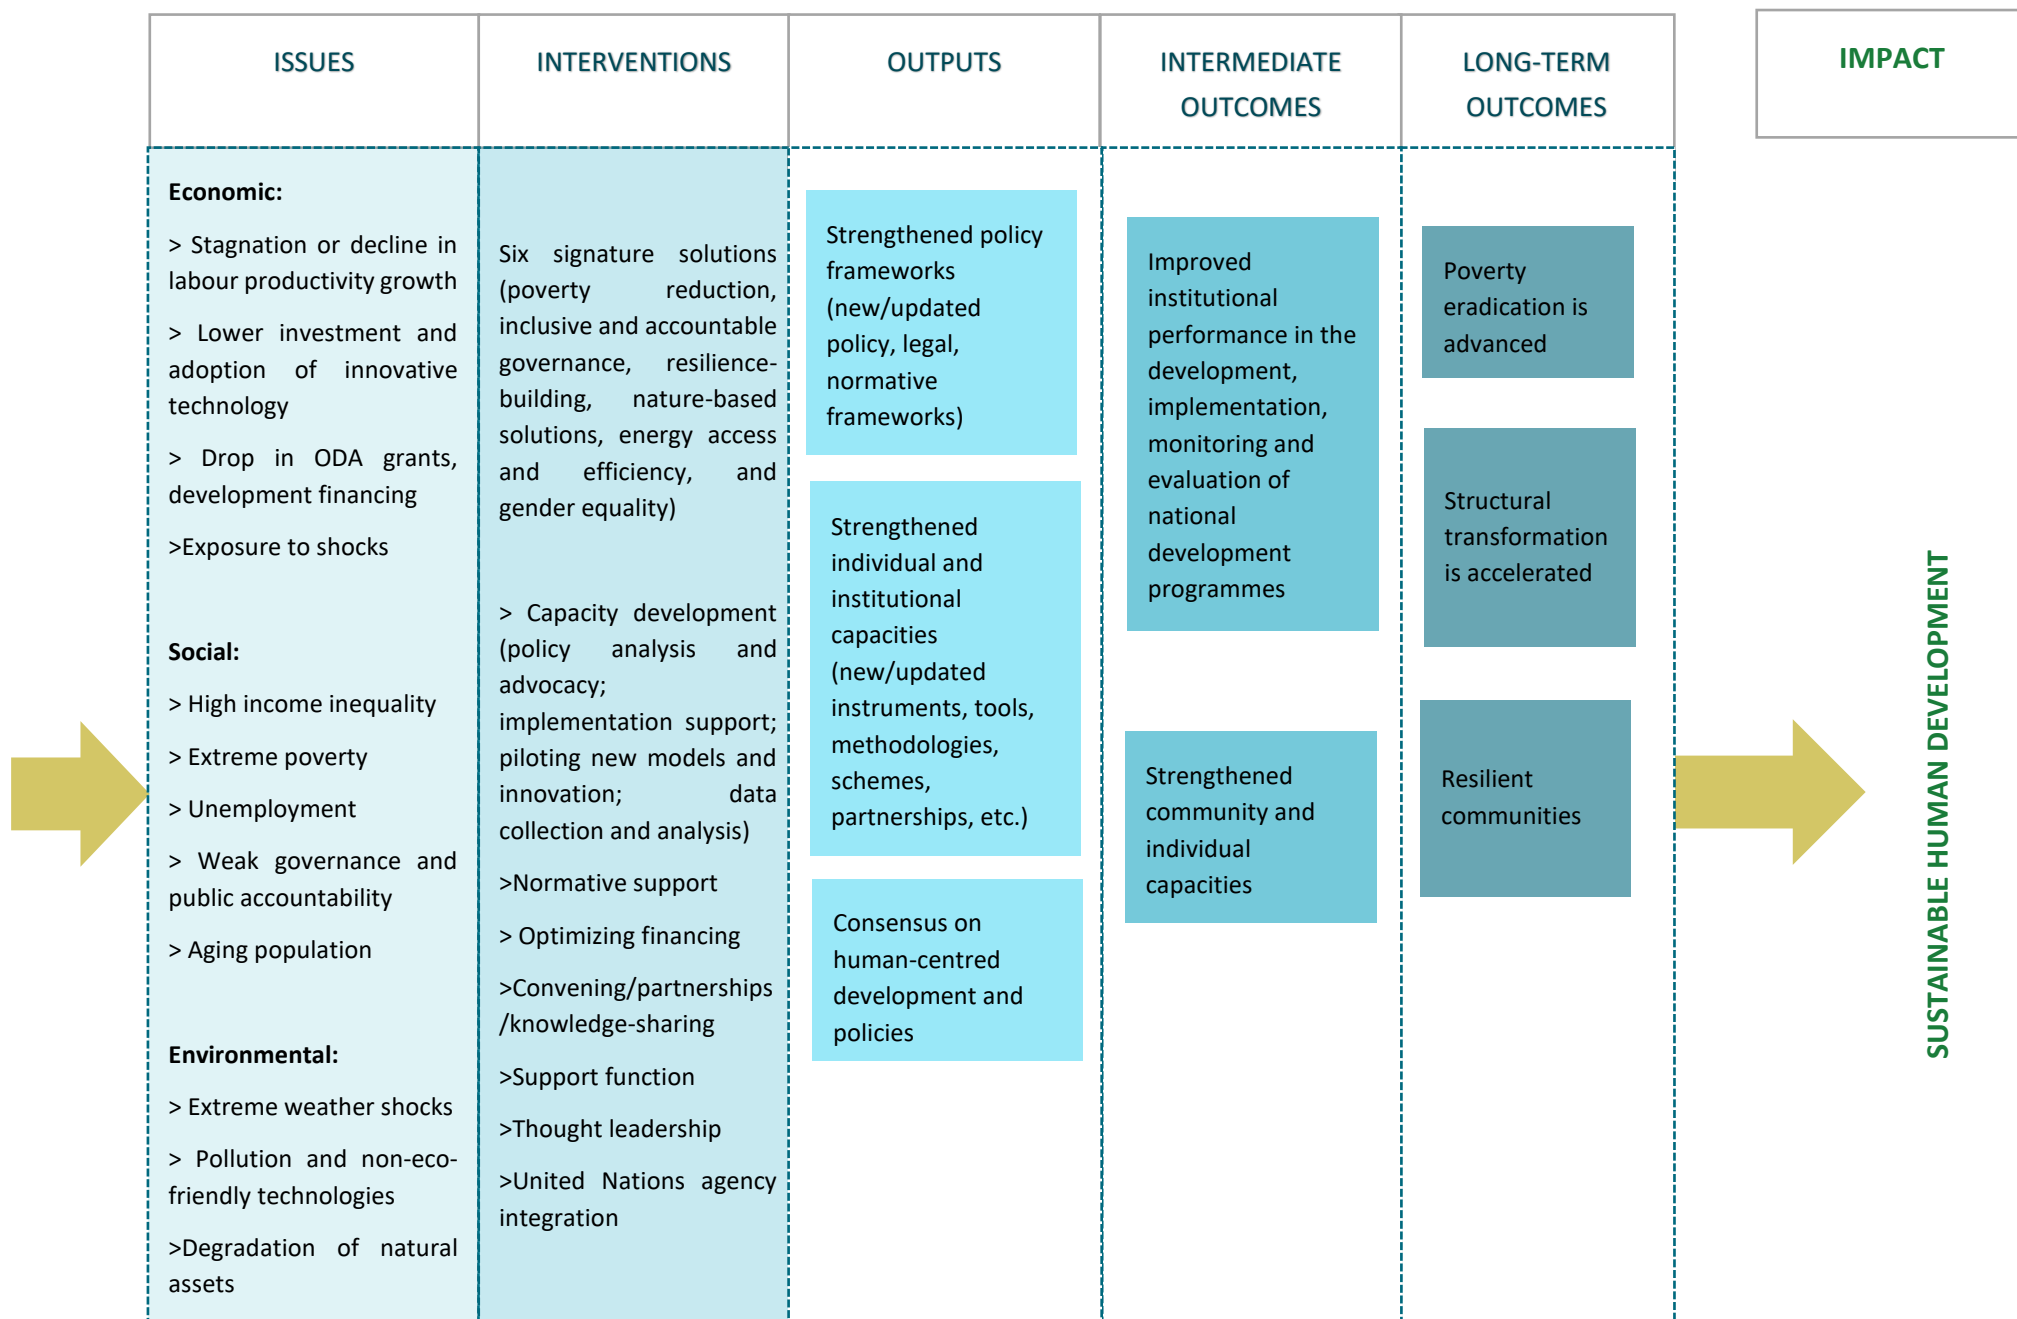 ISSUES
INTERVENTIONS
OUTPUTS
INTERMEDIATE
OUTCOMES
LONG-TERM
OUTCOMES
IMPACT
Economic:
> Stagnation or decline in
labour productivity growth
> Lower investment and
adoption of innovative
technology
> Drop in ODA grants,
development financing
>Exposure to shocks
Social:
> High income inequality
> Extreme poverty
> Unemployment
> Weak governance and
public accountability
> Aging population
Environmental:
> Extreme weather shocks
> Pollution and non-eco-
friendly technologies
>Degradation of natural
assets
Six signature solutions
(poverty reduction,
inclusive and accountable
governance, resilience-
building, nature-based
solutions, energy access
and efficiency, and
gender equality)
> Capacity development
(policy analysis and
advocacy;
implementation support;
piloting new models and
innovation; data
collection and analysis)
>Normative support
> Optimizing financing
>Convening/partnerships
/knowledge-sharing
>Support function
>Thought leadership
>United Nations agency
integration
Strengthened policy
frameworks
(new/updated
policy, legal,
normative
frameworks)
Strengthened
individual and
institutional
capacities
(new/updated
instruments, tools,
methodologies,
schemes,
partnerships, etc.)
Consensus on
human-centred
development and
policies
Improved
institutional
performance in the
development,
implementation,
monitoring and
evaluation of
national
development
programmes
Strengthened
community and
individual
capacities
Poverty
eradication is
advanced
Structural
transformation
is accelerated
Resilient
communities
SUSTAINABLE HUMAN DEVELOPMENT